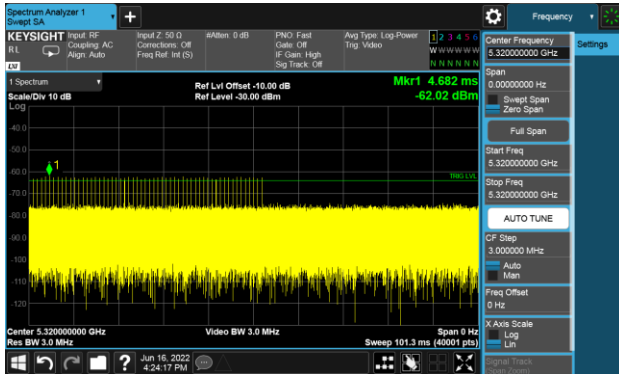 Spectrum Analyzer 1
Swept SA
+
Frequency
KEYSIGHT
RL
LXI
Input: RF
Coupling: AC
Align: Auto
Input Z: 50 Ω
Corrections: Off
Freq Ref: Int (S)
#Atten: 0 dB
PNO: Fast
Gate: Off
IF Gain: High
Sig Track: Off
Avg Type: Log-Power
Trig: Video
1 2 3 4 5 6
W W W W W W
N N N N N N
1 Spectrum
Scale/Div 10 dB
Log
Ref Lvl Offset -10.00 dB
Ref Level -30.00 dBm
Mkr1 4.682 ms
-62.02 dBm
-40.0
-50.0
-60.0
-70.0
-80.0
-90.0
-110
-120
1
TRIG LVL
Center 5.320000000 GHz
Res BW 3.0 MHz
Video BW 3.0 MHz
Span 0 Hz
Sweep 101.3 ms (40001 pts)
Jun 16, 2022
4:24:17 PM
?
Center Frequency
5.320000000 GHz
Span
0.00000000 Hz
Swept Span
Zero Span
Full Span
Start Freq
5.320000000 GHz
Stop Freq
5.320000000 GHz
AUTO TUNE
CF Step
3.000000 MHz
Auto
Man
Freq Offset
0 Hz
X Axis Scale
Log
Lin
Signal Track
(Span Zoom)
Settings